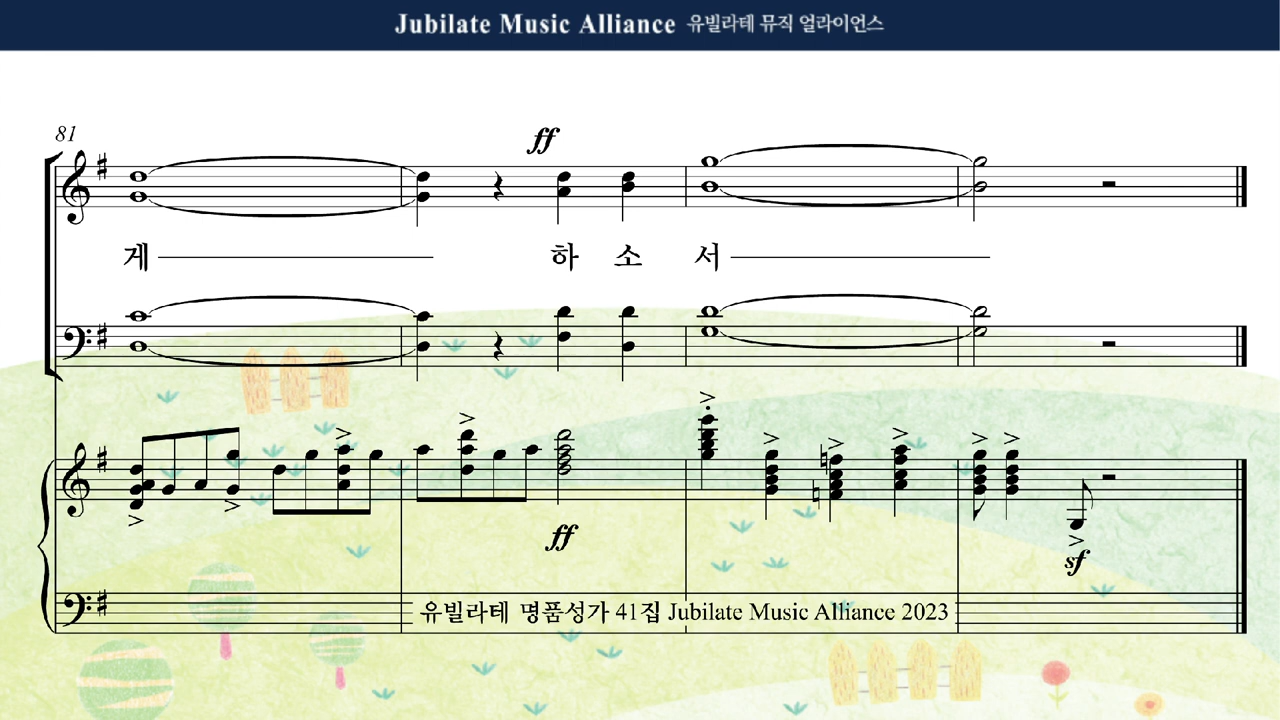 Jubilate Music Alliance 유빌라테 뮤직 얼라이언스
81
ff
게 하 소 서
ff
sf
유빌라테 명품성가 41집 Jubilate Music Alliance 2023